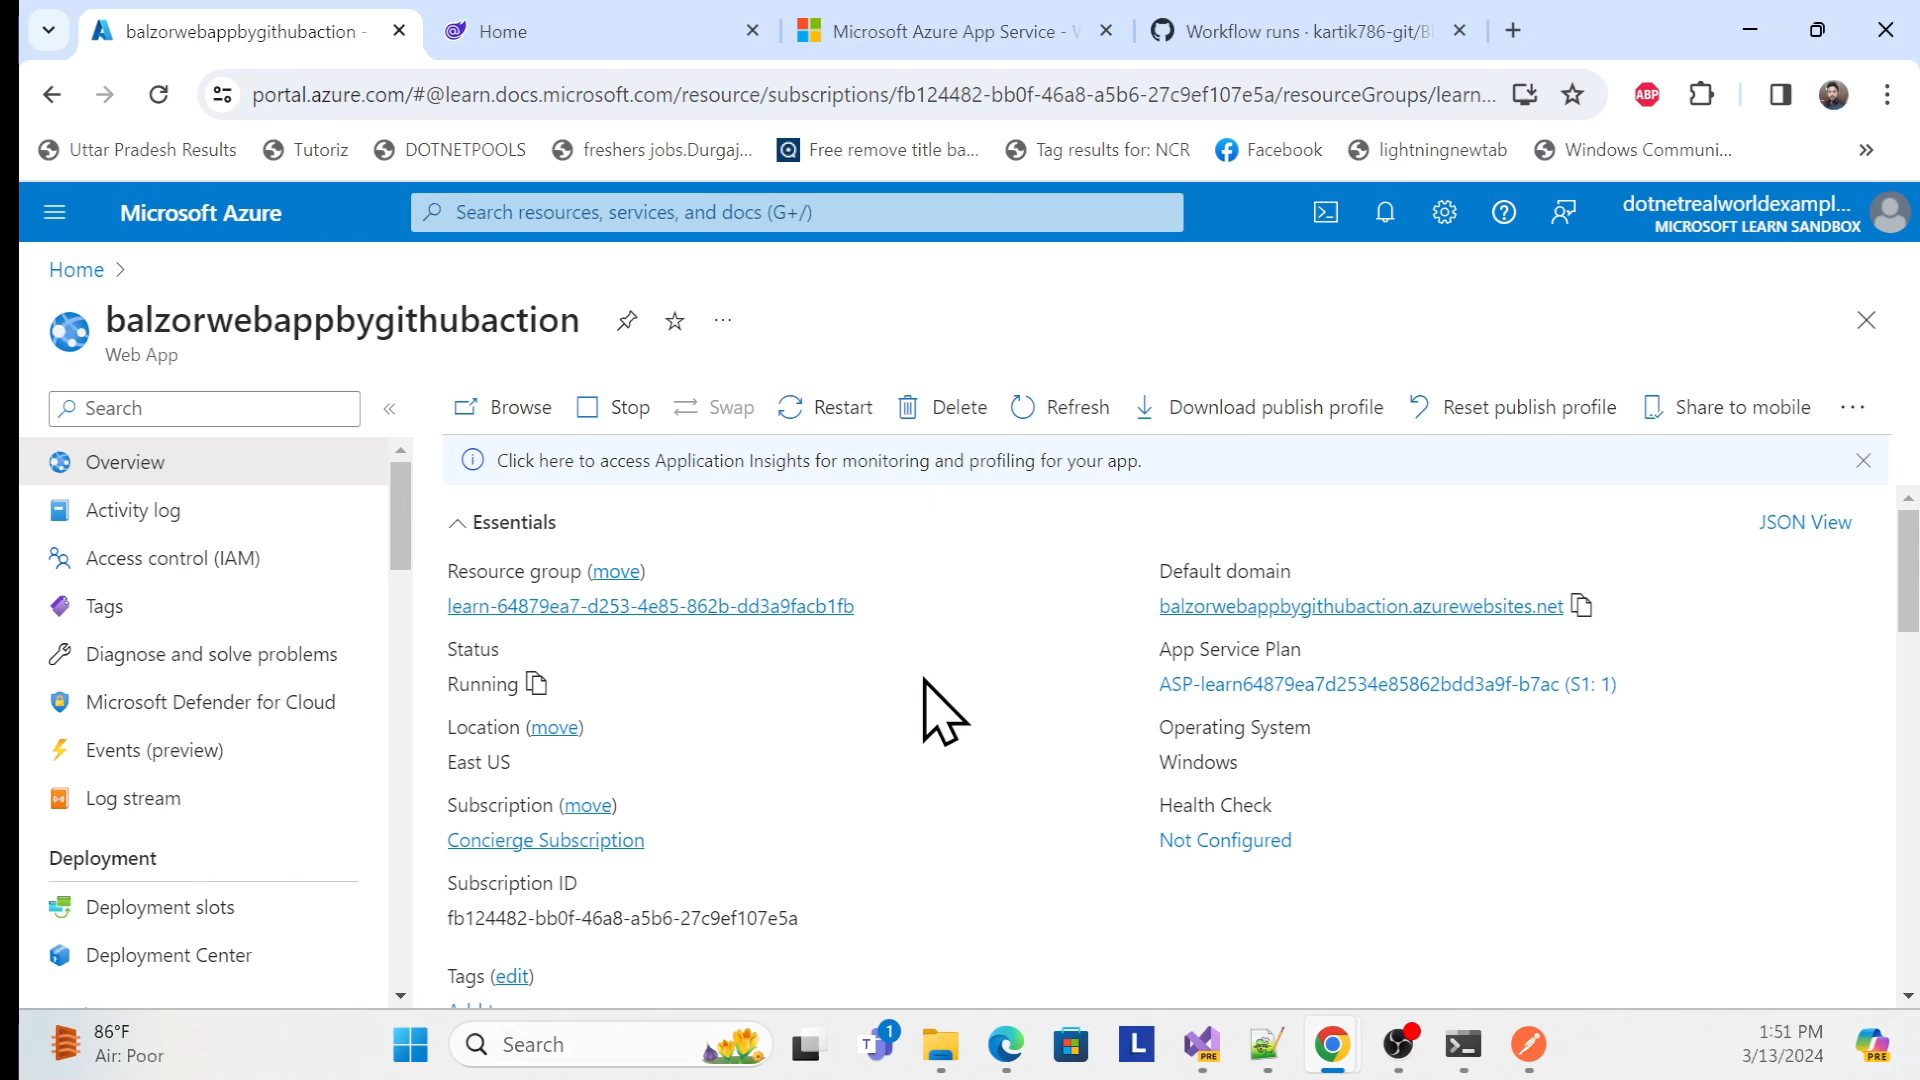 balzorwebappbygithubaction -
Home
Microsoft Azure App Service - W
Workflow runs · kartik786-git/Bl
portal.azure.com/#@learn.docs.microsoft.com/resource/subscriptions/fb124482-bb0f-46a8-a5b6-27c9ef107e5a/resourceGroups/learn...
ABP
Uttar Pradesh Results
Tutoriz
DOTNETPOOLS
freshers jobs.Durgaj...
Free remove title ba...
Tag results for: NCR
Facebook
lightningnewtab
Windows Communi...
Microsoft Azure
Search resources, services, and docs (G+/)
dotnetrealworldexampl...
MICROSOFT LEARN SANDBOX
Home
balzorwebappbygithubaction
Web App
Search
Browse
Stop
Swap
Restart
Delete
Refresh
Download publish profile
Reset publish profile
Share to mobile
Click here to access Application Insights for monitoring and profiling for your app.
Overview
Activity log
Access control (IAM)
Tags
Diagnose and solve problems
Microsoft Defender for Cloud
Events (preview)
Log stream
Deployment
Deployment slots
Deployment Center
Essentials
JSON View
Resource group (move)
learn-64879ea7-d253-4e85-862b-dd3a9facb1fb
Status
Running
Location (move)
East US
Subscription (move)
Concierge Subscription
Subscription ID
fb124482-bb0f-46a8-a5b6-27c9ef107e5a
Tags (edit)
Default domain
balzorwebappbygithubaction.azurewebsites.net
App Service Plan
ASP-learn64879ea7d2534e85862bdd3a9f-b7ac (S1: 1)
Operating System
Windows
Health Check
Not Configured
86°F
Air: Poor
Search
1
T
L
PRE
1:51 PM
3/13/2024
PRE